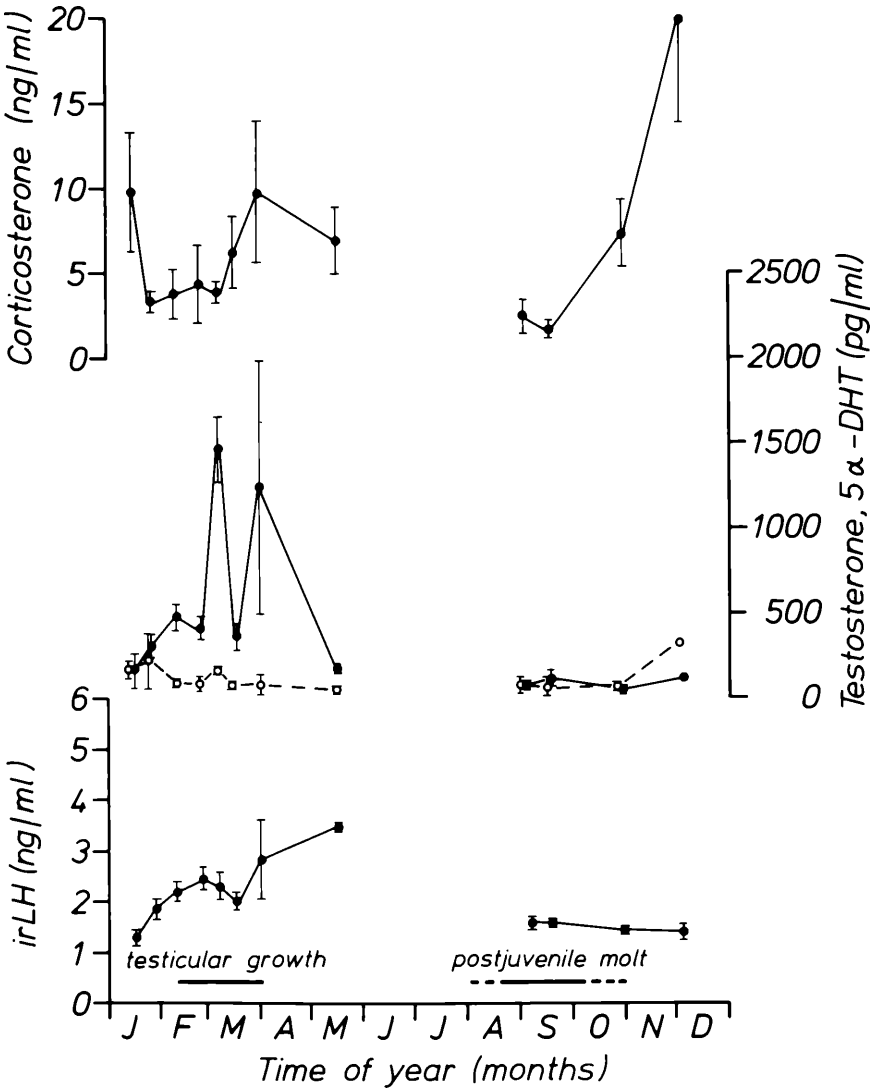 Corticosterone (ng/ml)
20
15
10
5
0
Testosterone, 5α-DHT (pg/ml)
2500
2000
1500
1000
500
0
irLH (ng/ml)
6
5
4
3
2
1
0
testicular growth
postjuvenile molt
J F M A M J J A S O N D
Time of year (months)